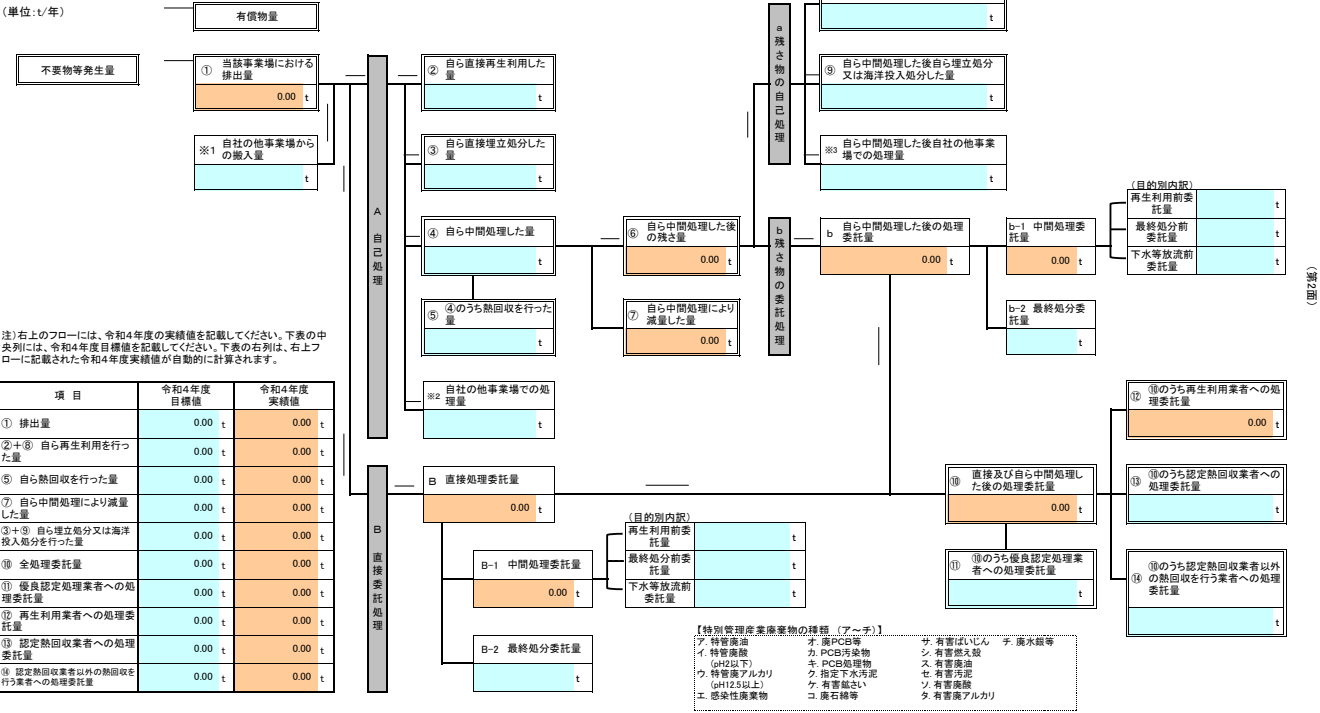 (単位:t/年)
有償物量
不要物等発生量
① 当該事業場における
排出量
0.00 t
※1 自社の他事業場から
の搬入量
t
A 自己処理
② 自ら直接再生利用した
量
t
③ 自ら直接埋立処分した
量
t
④ 自ら中間処理した量
t
⑤ ④のうち熱回収を行った
量
t
※2 自社の他事業場での処
理量
t
⑥ 自ら中間処理した後
の残さ量
0.00 t
⑦ 自ら中間処理により
減量した量
0.00 t
a 残さ物の自己処理
t
⑨ 自ら中間処理した後自ら埋立処分
又は海洋投入処分した量
t
※3 自ら中間処理した後自社の他事業
場での処理量
t
b 残さ物の委託処理
b 自ら中間処理した後の処理
委託量
0.00 t
b-1 中間処理委
託量
0.00 t
(目的別内訳)
再生利用前委
託量
t
最終処分前
委託量
t
下水等放流前
委託量
t
b-2 最終処分委
託量
t
(第2面)
注)右上のフローには、令和4年度の実績値を記載してください。下表の中
央列には、令和4年度目標値を記載してください。下表の右列は、右上フ
ローに記載された令和4年度実績値が自動的に計算されます。
項 目 令和4年度 令和4年度
目標値 実績値
① 排出量 0.00 t 0.00 t
②+⑧ 自ら再生利用を行っ
た量 0.00 t 0.00 t
⑤ 自ら熱回収を行った量 0.00 t 0.00 t
⑦ 自ら中間処理により減量
した量 0.00 t 0.00 t
③+⑨ 自ら埋立処分又は海洋
投入処分を行った量 0.00 t 0.00 t
⑩ 全処理委託量 0.00 t 0.00 t
⑪ 優良認定処理業者への処
理委託量 0.00 t 0.00 t
⑫ 再生利用業者への処理委
託量 0.00 t 0.00 t
⑬ 認定熱回収業者への処理
委託量 0.00 t 0.00 t
⑭ 認定熱回収業者以外の熱回収を
行う業者への処理委託量 0.00 t 0.00 t
B 直接委託処理
B 直接処理委託量
0.00 t
B-1 中間処理委託量
0.00 t
(目的別内訳)
再生利用前委
託量
t
最終処分前委
託量
t
下水等放流前
委託量
t
B-2 最終処分委託量
t
⑩ 直接及び自ら中間処理し
た後の処理委託量
0.00 t
⑪ ⑩のうち優良認定処理業
者への処理委託量
t
⑫ ⑩のうち再生利用業者への処
理委託量
0.00 t
⑬ ⑩のうち認定熱回収業者への
処理委託量
t
⑭ ⑩のうち認定熱回収業者以外
の熱回収を行う業者への処理
委託量
t
【特別管理産業廃棄物の種類 (ア~チ)】
ア. 特管廃油 オ. 廃PCB等 サ. 有害ばいじん チ. 廃水銀等
イ. 特管廃酸 カ. PCB汚染物 シ. 有害燃え殻
(pH2以下) キ. PCB処理物 ス. 有害廃油
ウ. 特管廃アルカリ ク. 指定下水汚泥 セ. 有害汚泥
(pH12.5以上) ケ. 有害鉱さい ソ. 有害廃酸
エ. 感染性廃棄物 コ. 廃石綿等 タ. 有害廃アルカリ